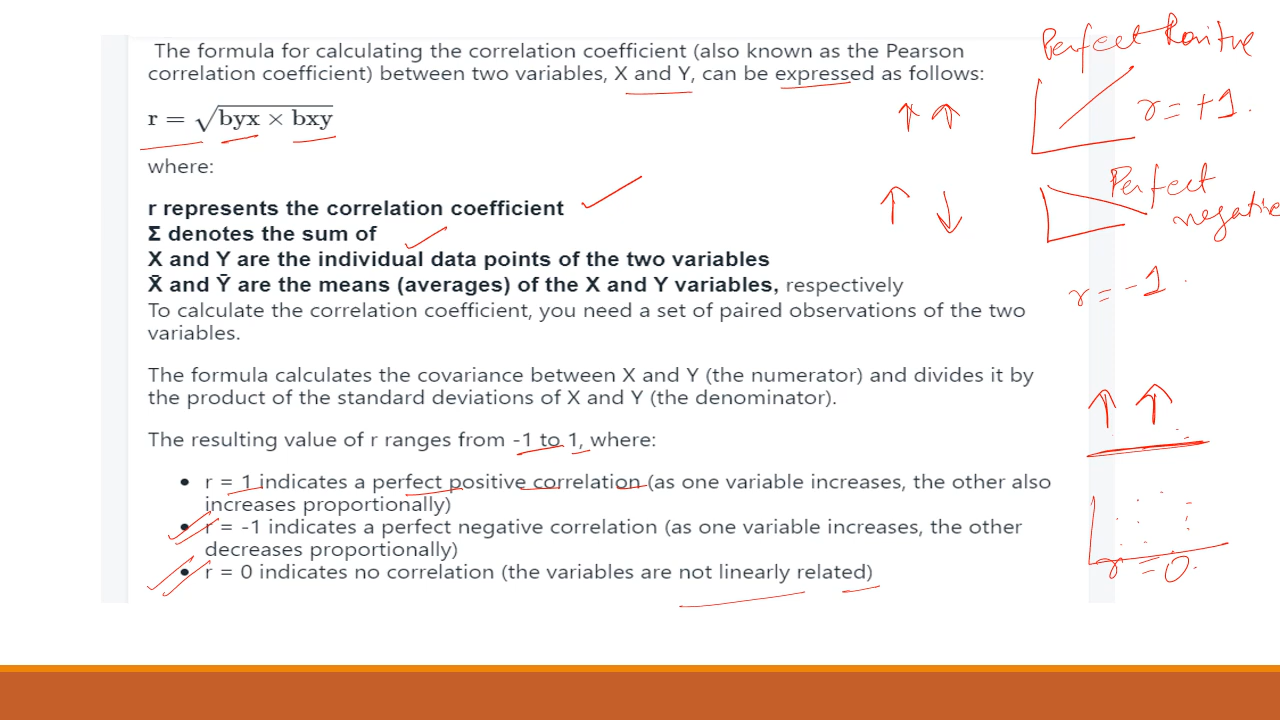 The formula for calculating the correlation coefficient (also known as the Pearson
correlation coefficient) between two variables, X and Y, can be expressed as follows:
r = √byx × bxy
where:
r represents the correlation coefficient
Σ denotes the sum of
X and Y are the individual data points of the two variables
X̄ and Ȳ are the means (averages) of the X and Y variables, respectively
To calculate the correlation coefficient, you need a set of paired observations of the two
variables.
The formula calculates the covariance between X and Y (the numerator) and divides it by
the product of the standard deviations of X and Y (the denominator).
The resulting value of r ranges from -1 to 1, where:
• r = 1 indicates a perfect positive correlation (as one variable increases, the other also
increases proportionally)
• r = -1 indicates a perfect negative correlation (as one variable increases, the other
decreases proportionally)
• r = 0 indicates no correlation (the variables are not linearly related)
Perfect Positive
r = +1
Perfect
negative
r = -1
r = 0